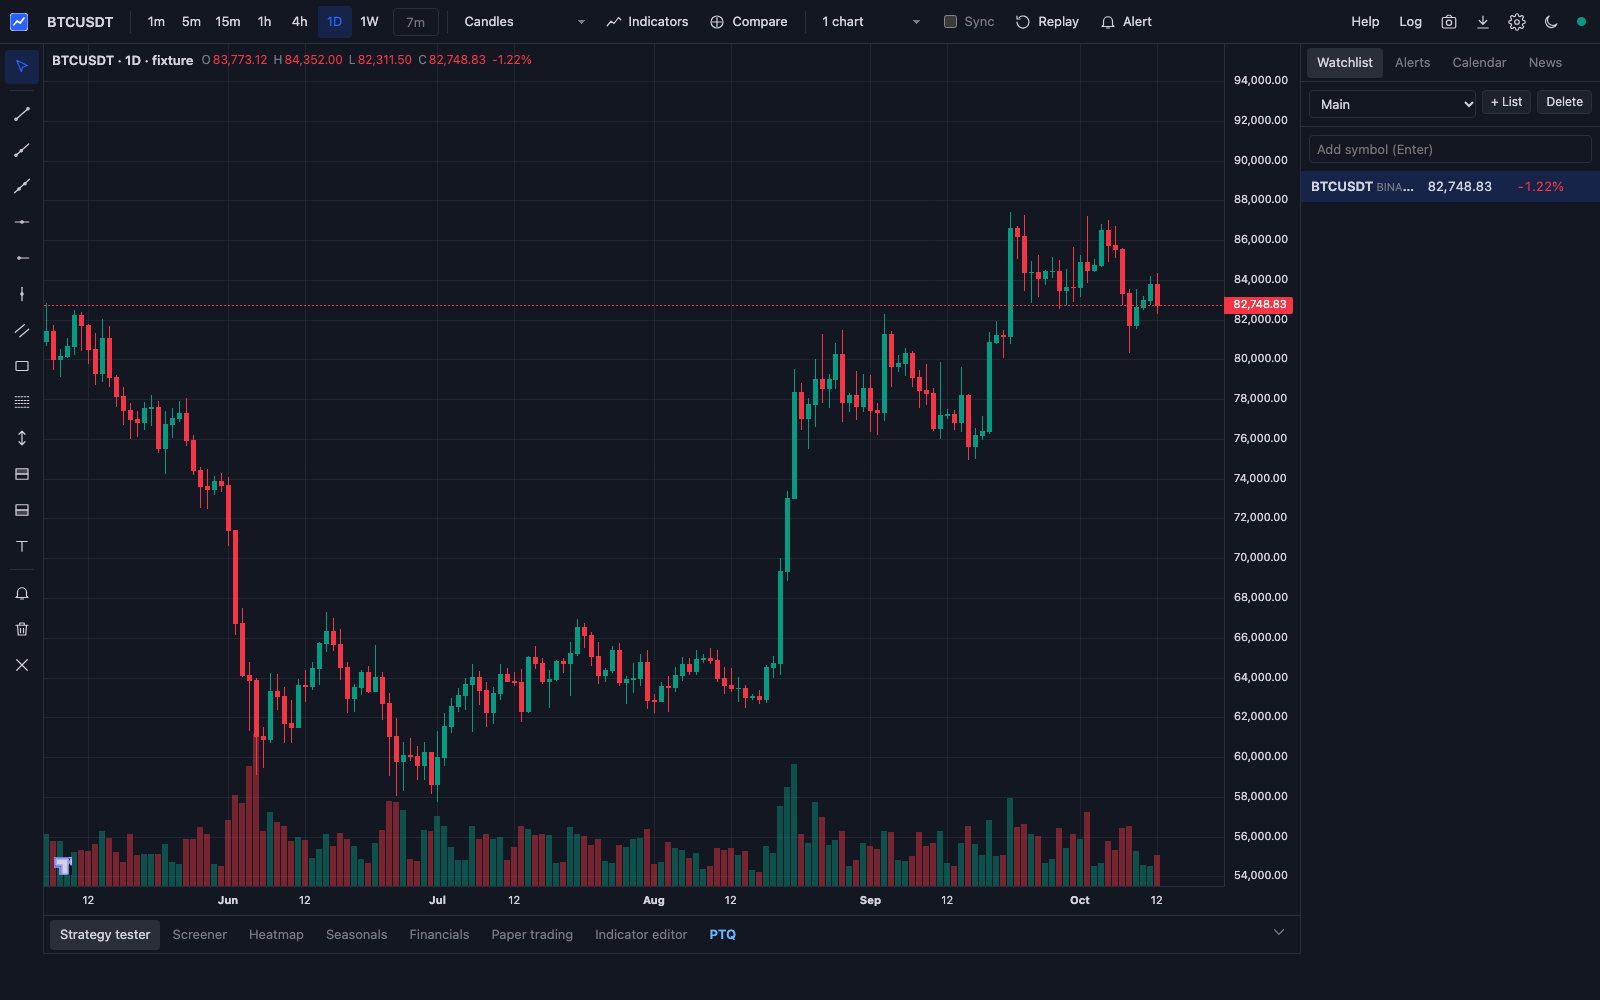 BTCUSDT 1m 5m 15m 1h 4h 1D 1W 7m Candles Indicators Compare 1 chart Sync Replay Alert Help Log
BTCUSDT · 1D · fixture O 83,773.12 H 84,352.00 L 82,311.50 C 82,748.83 -1.22%
Watchlist Alerts Calendar News
Main + List Delete
Add symbol (Enter)
BTCUSDT BINA... 82,748.83 -1.22%
94,000.00
92,000.00
90,000.00
88,000.00
86,000.00
84,000.00
82,748.83
82,000.00
80,000.00
78,000.00
76,000.00
74,000.00
72,000.00
70,000.00
68,000.00
66,000.00
64,000.00
62,000.00
60,000.00
58,000.00
56,000.00
54,000.00
12 Jun 12 Jul 12 Aug 12 Sep 12 Oct 12
Strategy tester Screener Heatmap Seasonals Financials Paper trading Indicator editor PTQ